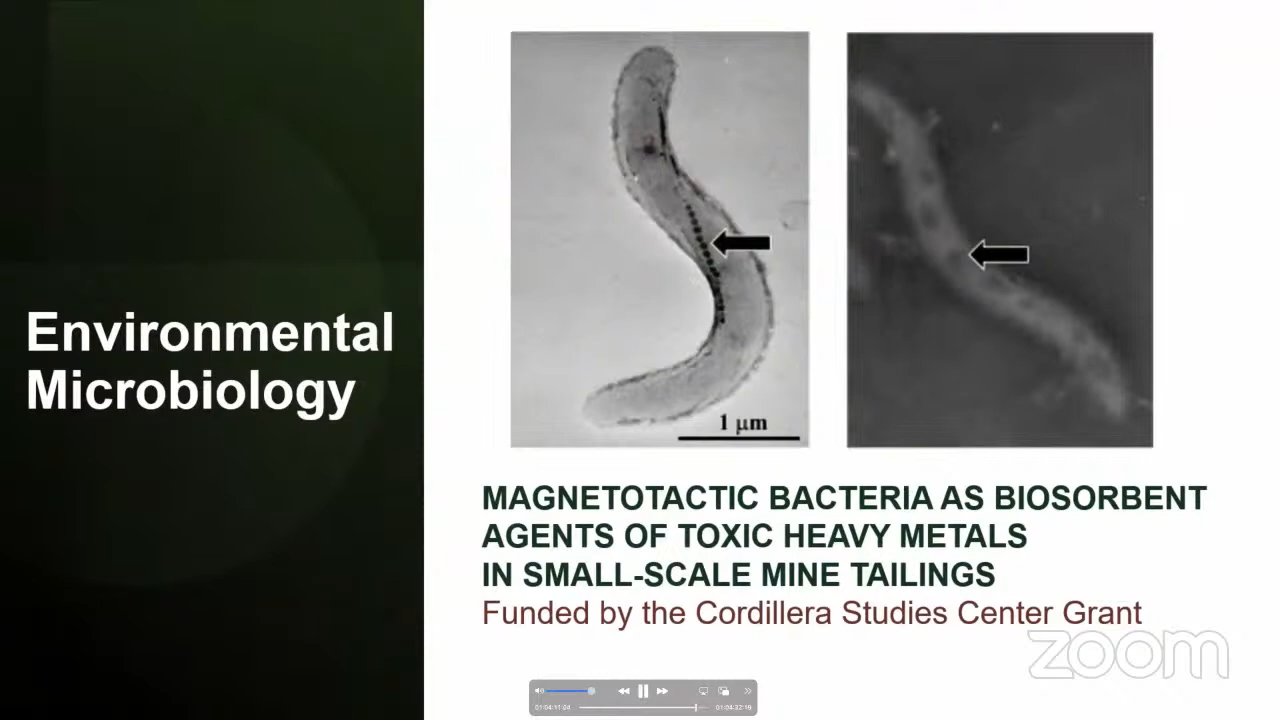 Environmental
Microbiology
1 μm
MAGNETOTACTIC BACTERIA AS BIOSORBENT
AGENTS OF TOXIC HEAVY METALS
IN SMALL-SCALE MINE TAILINGS
Funded by the Cordillera Studies Center Grant
zoom